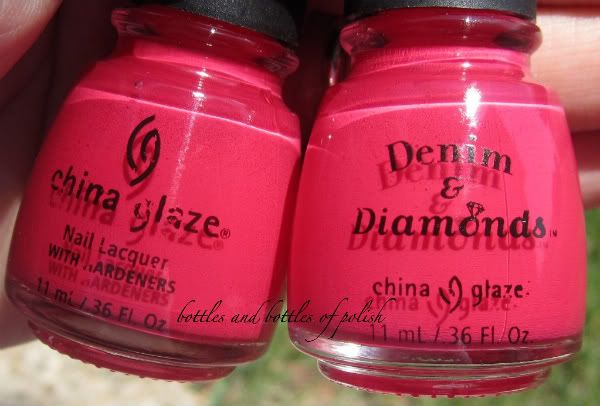 china glaze®
Nail Lacquer
WITH HARDENERS
11 mL / .36 Fl. Oz.
Denim
&
Diamonds™
china glaze.
11 mL / .36 Fl. Oz.
bottles and bottles of polish